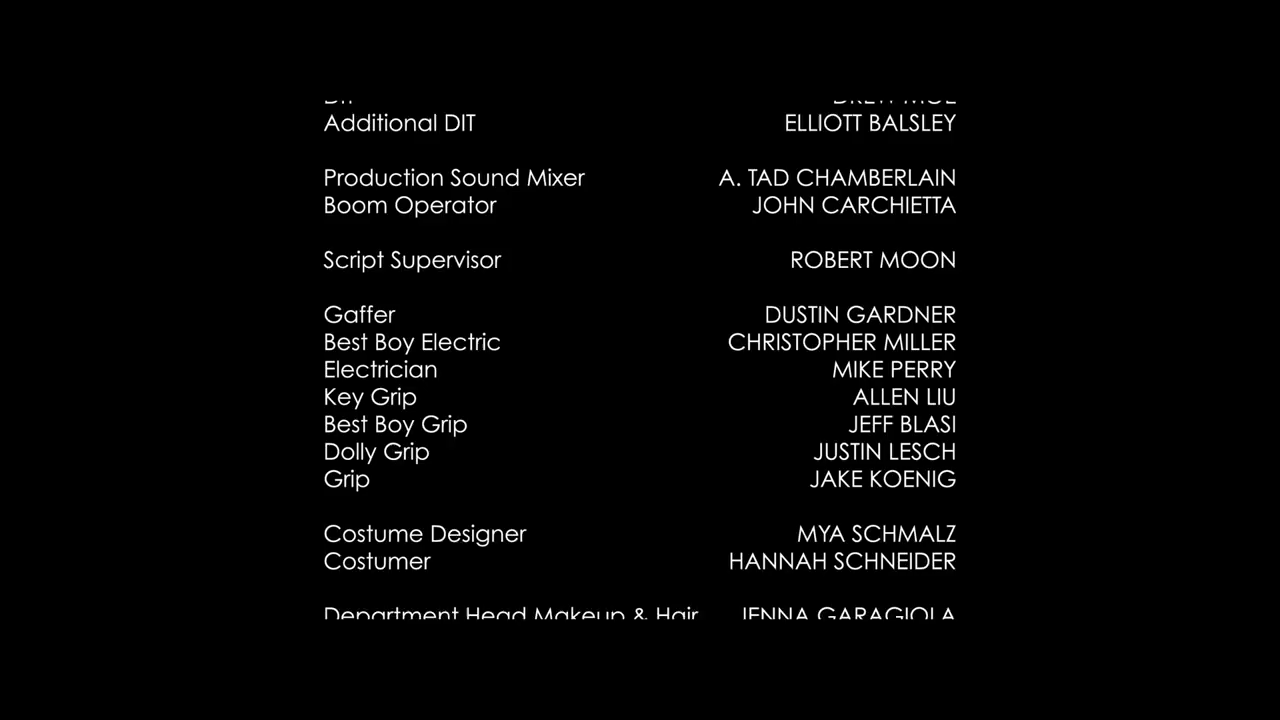 Additional DIT ELLIOTT BALSLEY
Production Sound Mixer A. TAD CHAMBERLAIN
Boom Operator JOHN CARCHIETTA
Script Supervisor ROBERT MOON
Gaffer DUSTIN GARDNER
Best Boy Electric CHRISTOPHER MILLER
Electrician MIKE PERRY
Key Grip ALLEN LIU
Best Boy Grip JEFF BLASI
Dolly Grip JUSTIN LESCH
Grip JAKE KOENIG
Costume Designer MYA SCHMALZ
Costumer HANNAH SCHNEIDER
Department Head Makeup & Hair JENNA GARAGIOLA